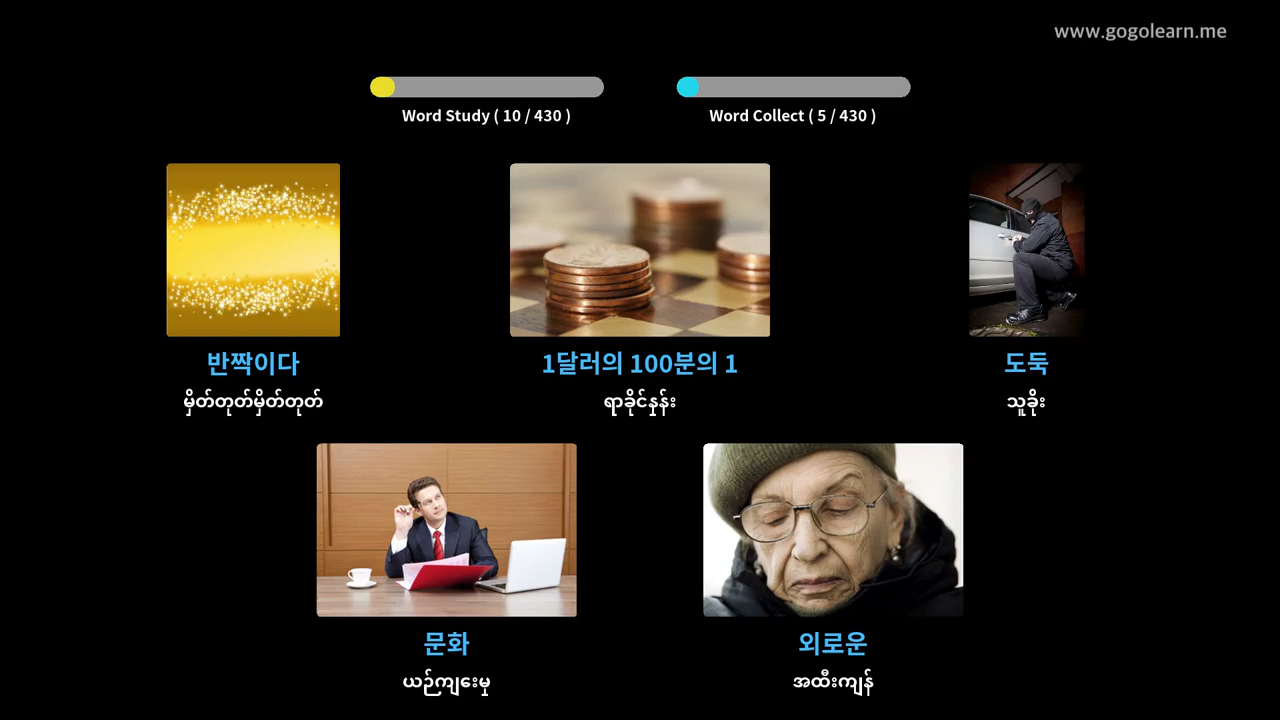 www.gogolearn.me
Word Study ( 10 / 430 )
Word Collect ( 5 / 430 )
반짝이다
1달러의 100분의 1
도둑
မှိတ်တုတ်မှိတ်တုတ်
ရာခိုင်နှန်း
သူခိုး
문화
외로운
ယဉ်ကျေးမှု
အထီးကျန်